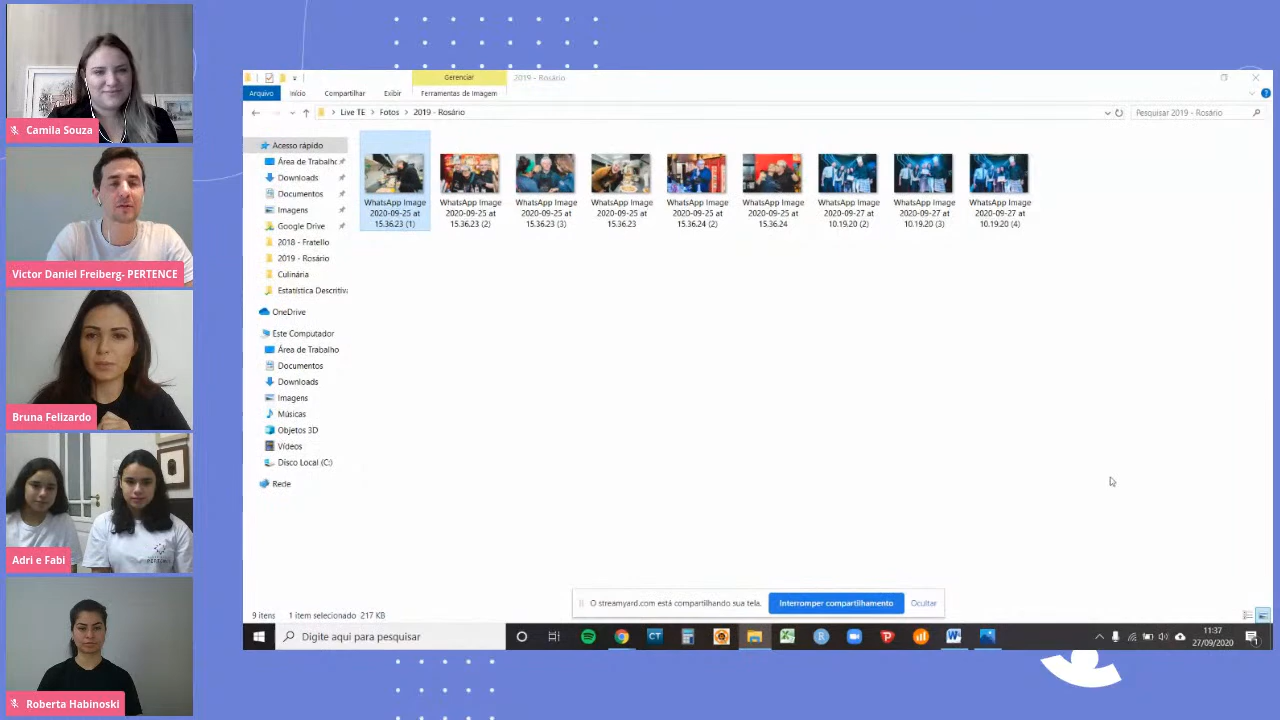 Camila Souza
Victor Daniel Freiberg- PERTENCE
Bruna Felizardo
Adri e Fabi
PERTENCE
Roberta Habinoski
Gerenciar
2019 - Rosário
Arquivo Início Compartilhar Exibir Ferramentas de Imagem
Live TE > Fotos > 2019 - Rosário
Pesquisar 2019 - Rosário
Acesso rápido
Área de Trabalho
Downloads
Documentos
Imagens
Google Drive
2018 - Fratello
2019 - Rosário
Culinária
Estatística Descritiva
OneDrive
Este Computador
Área de Trabalho
Documentos
Downloads
Imagens
Músicas
Objetos 3D
Vídeos
Disco Local (C:)
Rede
WhatsApp Image
2020-09-25 at
15.36.23 (1)
WhatsApp Image
2020-09-25 at
15.36.23 (2)
WhatsApp Image
2020-09-25 at
15.36.23 (3)
WhatsApp Image
2020-09-25 at
15.36.23
WhatsApp Image
2020-09-25 at
15.36.24 (2)
WhatsApp Image
2020-09-25 at
15.36.24
WhatsApp Image
2020-09-27 at
10.19.20 (2)
WhatsApp Image
2020-09-27 at
10.19.20 (3)
WhatsApp Image
2020-09-27 at
10.19.20 (4)
O streamyard.com está compartilhando sua tela.
Interromper compartilhamento
Ocultar
9 itens 1 item selecionado 217 KB
Digite aqui para pesquisar
CT
11:37
27/09/2020